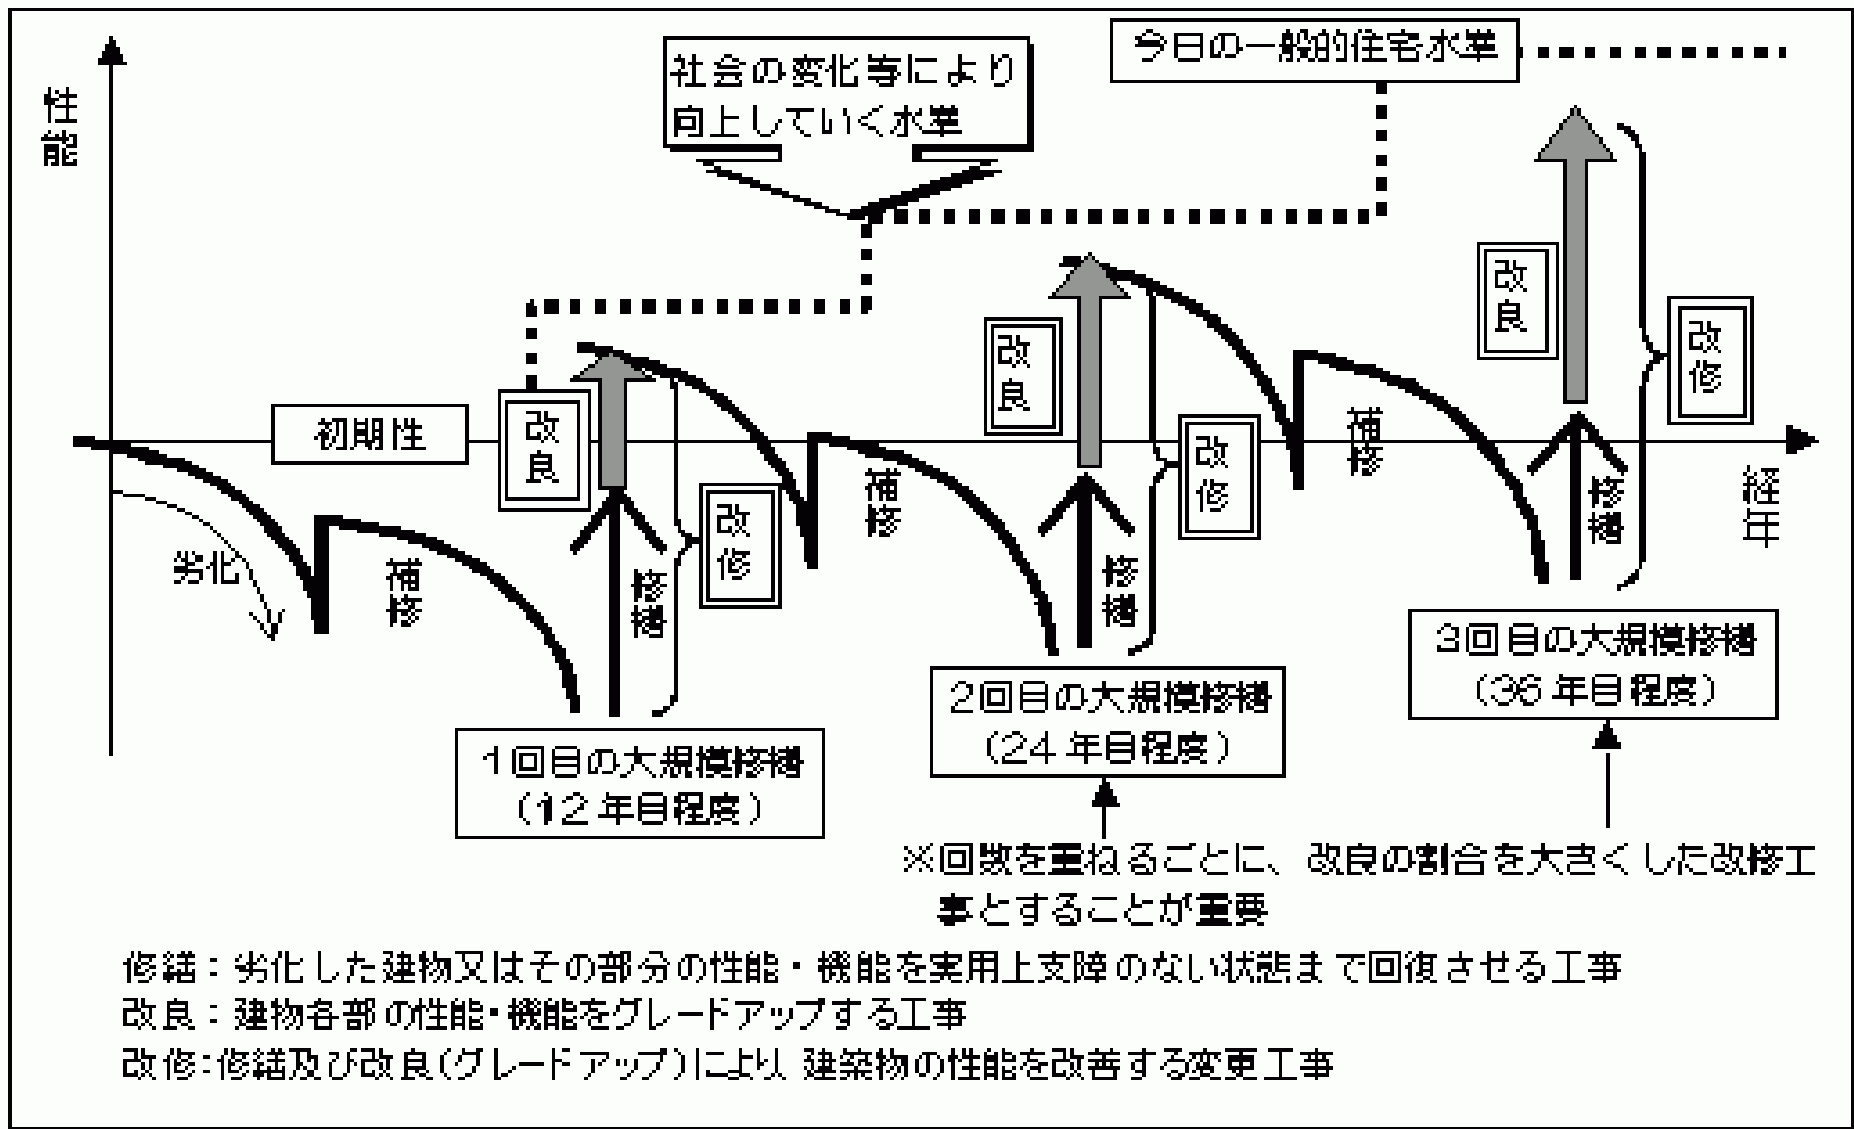 今日の一般的住宅水準
社会の変化等により
向上していく水準
性能
改良
改修
改良
初期性
改良
改修
改修
補修
修繕
経年
補修
修繕
劣化
補修
修繕
3回目の大規模修繕
(36年目程度)
2回目の大規模修繕
(24年目程度)
1回目の大規模修繕
(12年目程度)
※回数を重ねるごとに、改良の割合を大きくした改修工
事とすることが重要
修繕：劣化した建物又はその部分の性能・機能を実用上支障のない状態まで回復させる工事
改良：建物各部の性能・機能をグレードアップする工事
改修：修繕及び改良(グレードアップ)により、建築物の性能を改善する変更工事